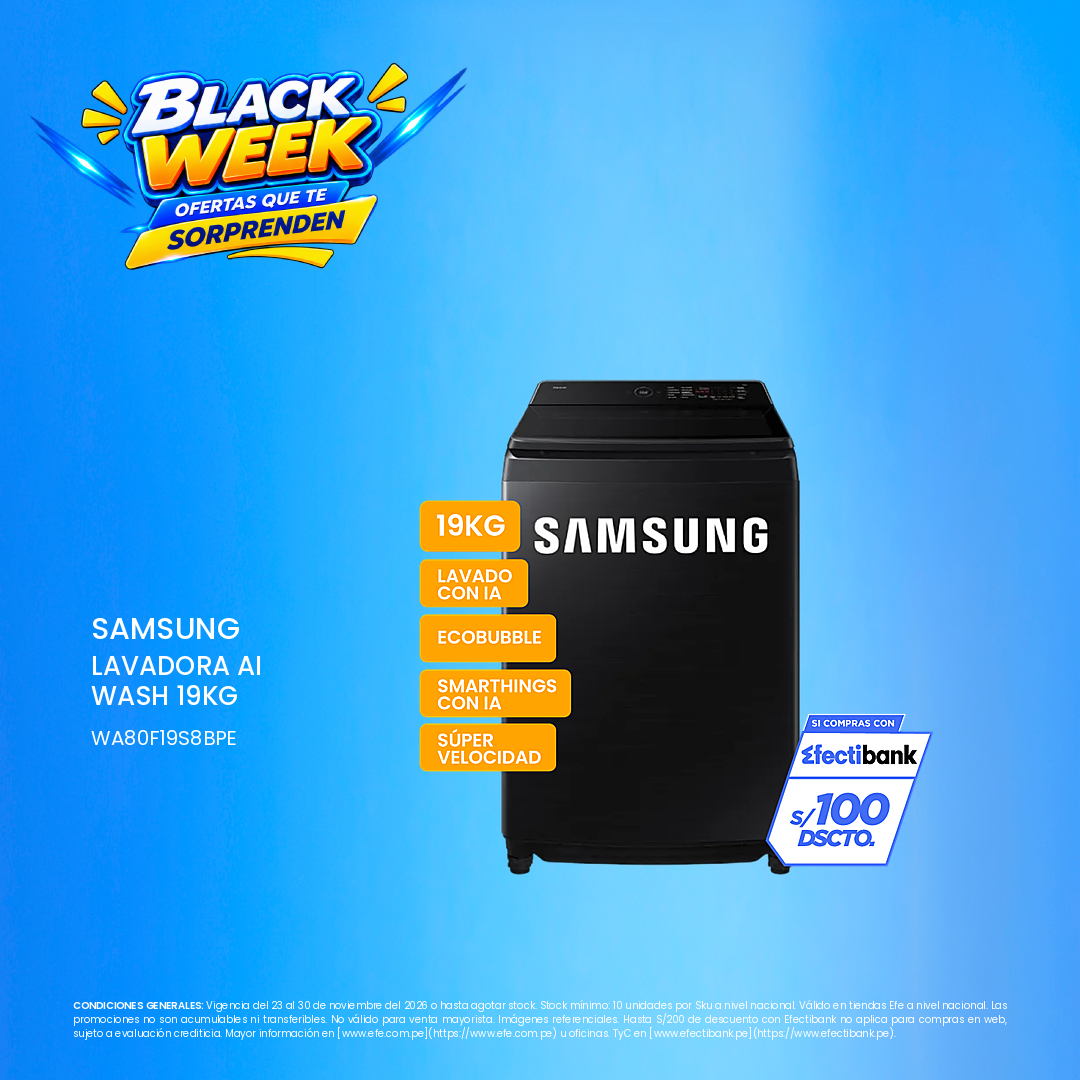 BLACK
WEEK
OFERTAS QUE TE
SORPRENDEN
19KG
SAMSUNG
LAVADO
CON IA
ECOBUBBLE
SMARTHINGS
CON IA
SÚPER
VELOCIDAD
SAMSUNG
LAVADORA AI
WASH 19KG
WA80F19S8BPE
SI COMPRAS CON
Efectibank
S/100
DSCTO.
CONDICIONES GENERALES: Vigencia del 23 al 30 de noviembre del 2026 o hasta agotar stock. Stock mínimo: 10 unidades por Sku a nivel nacional. Válido en tiendas Efe a nivel nacional. Las
promociones no son acumulables ni transferibles. No válido para venta mayorista. Imágenes referenciales. Hasta S/200 de descuento con Efectibank no aplica para compras en web,
sujeto a evaluación crediticia. Mayor información en [www.efe.com.pe](https://www.efe.com.pe) u oficinas. TyC en [www.efectibank.pe](https://www.efectibank.pe).